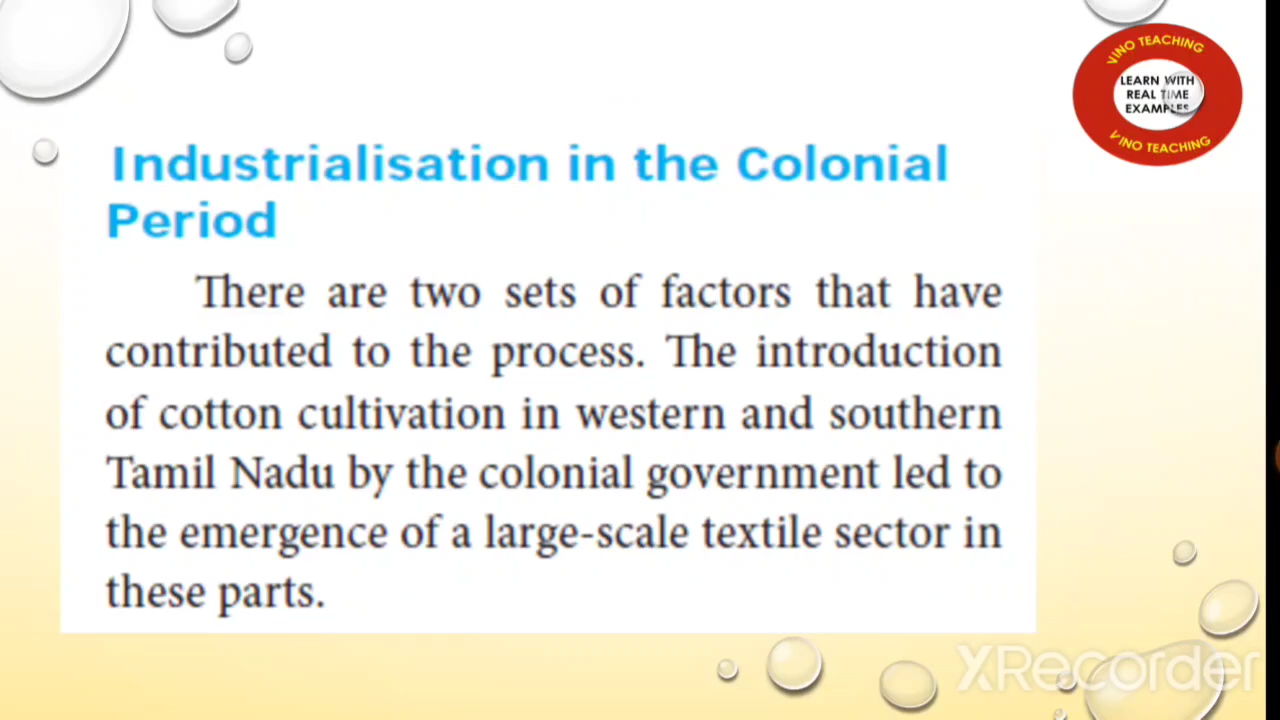 VINO TEACHING
LEARN WITH
REAL TIME
EXAMPLES
VINO TEACHING
Industrialisation in the Colonial
Period
There are two sets of factors that have
contributed to the process. The introduction
of cotton cultivation in western and southern
Tamil Nadu by the colonial government led to
the emergence of a large-scale textile sector in
these parts.
XRecorder